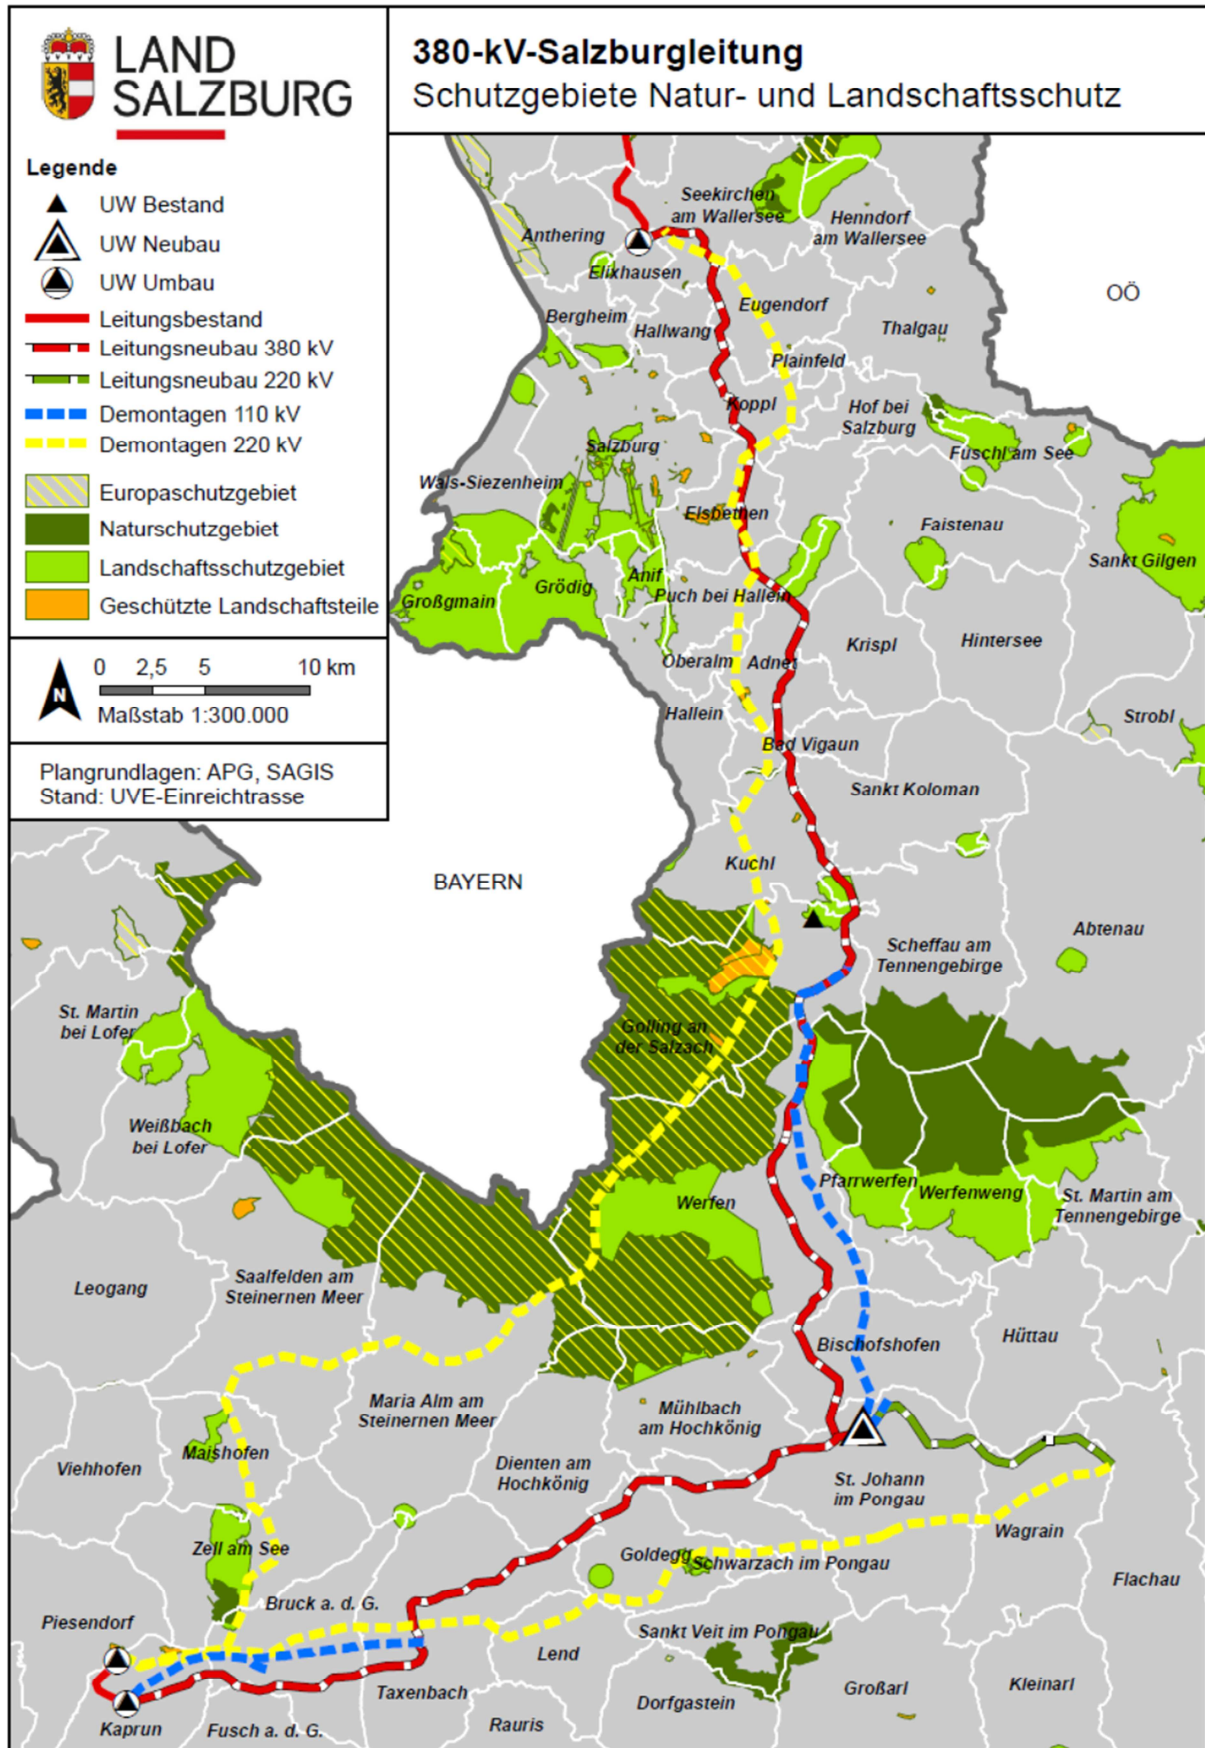 LAND
SALZBURG
380-kV-Salzburgleitung
Schutzgebiete Natur- und Landschaftsschutz
Legende
UW Bestand
UW Neubau
UW Umbau
Leitungsbestand
Leitungsneubau 380 kV
Leitungsneubau 220 kV
Demontagen 110 kV
Demontagen 220 kV
Europaschutzgebiet
Naturschutzgebiet
Landschaftsschutzgebiet
Geschützte Landschaftsteile
N
0 2,5 5 10 km
Maßstab 1:300.000
Plangrundlagen: APG, SAGIS
Stand: UVE-Einreichtrasse
Seekirchen
am Wallersee
Henndorf
am Wallersee
Anthering
Elixhausen
OÖ
Eugendorf
Bergheim
Hallwang
Thalgau
Plainfeld
Koppl
Hof bei
Salzburg
Salzburg
Fuschl am See
Wals-Siezenheim
Elsbethen
Faistenau
Sankt Gilgen
Anif
Grödig
Großgmain
Puch bei Hallein
Krispl
Hintersee
Oberalm
Adnet
Hallein
Strobl
Bad Vigaun
Sankt Koloman
Kuchl
BAYERN
Abtenau
Scheffau am
Tennengebirge
St. Martin
bei Lofer
Golling an
der Salzach
Weißbach
bei Lofer
Pfarrwerfen
Werfenweng
St. Martin am
Tennengebirge
Werfen
Leogang
Saalfelden am
Steinernen Meer
Bischofshofen
Hüttau
Maria Alm am
Steinernen Meer
Mühlbach
am Hochkönig
Maishofen
Viehhofen
Dienten am
Hochkönig
St. Johann
im Pongau
Wagrain
Zell am See
Goldegg
Schwarzach im Pongau
Flachau
Bruck a. d. G.
Piesendorf
Sankt Veit im Pongau
Lend
Kleinarl
Großarl
Taxenbach
Dorfgastein
Kaprun
Fusch a. d. G.
Rauris